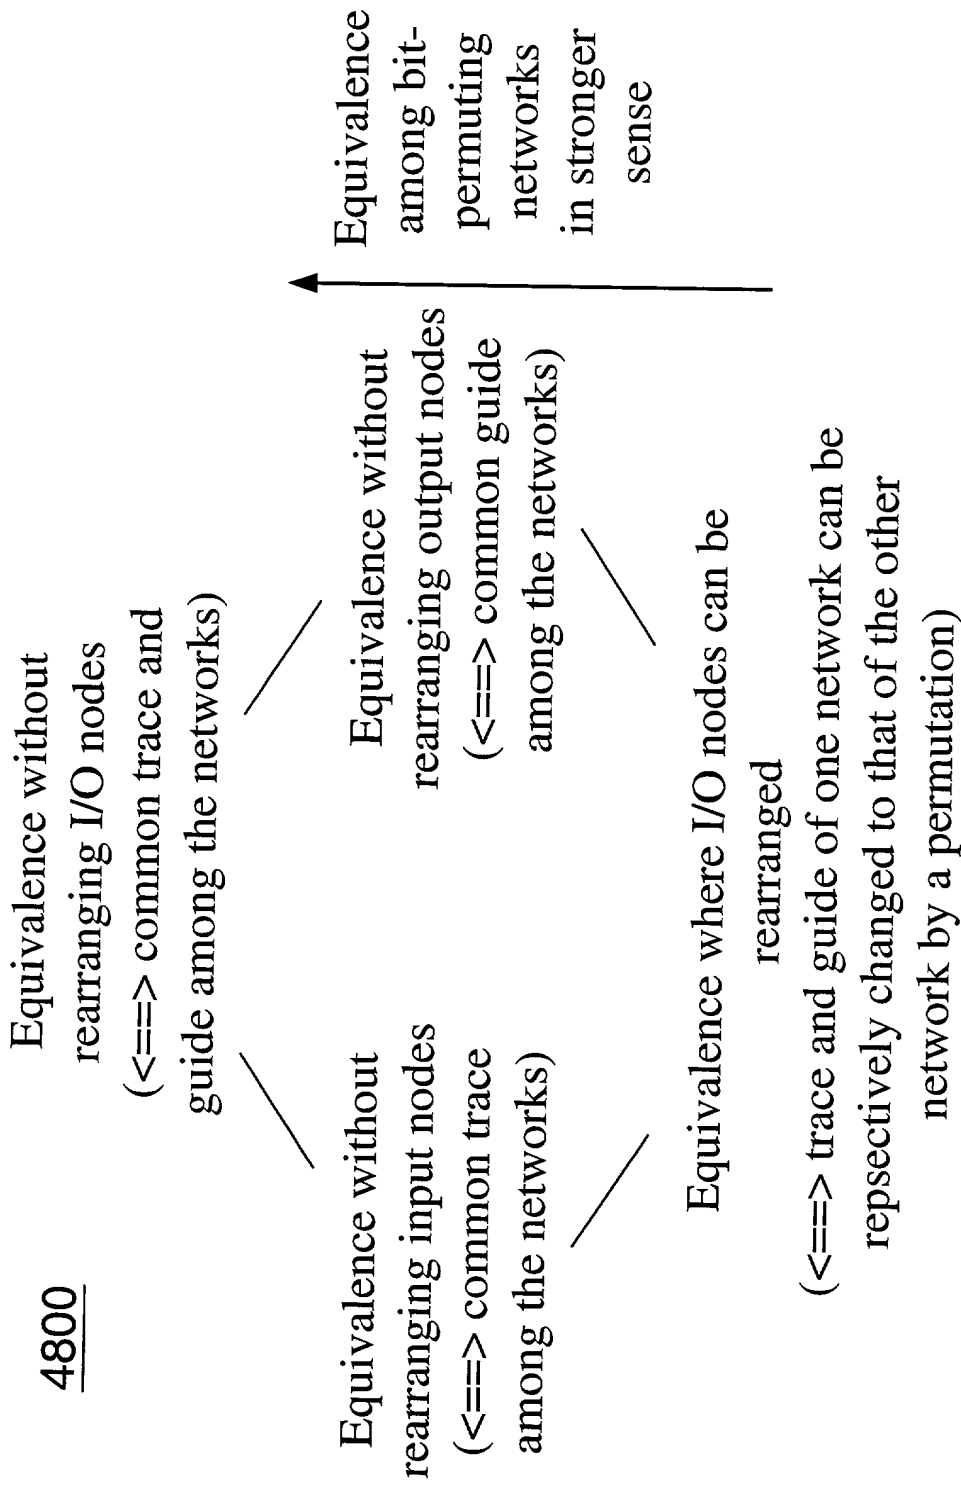 4800
Equivalence without
rearranging I/O nodes
(<==> common trace and
guide among the networks)
Equivalence without
rearranging input nodes
(<==> common trace
among the networks)
Equivalence without
rearranging output nodes
(<==> common guide
among the networks)
Equivalence where I/O nodes can be
rearranged
(<==> trace and guide of one network can be
repsectively changed to that of the other
network by a permutation)
Equivalence
among bit-
permuting
networks
in stronger
sense